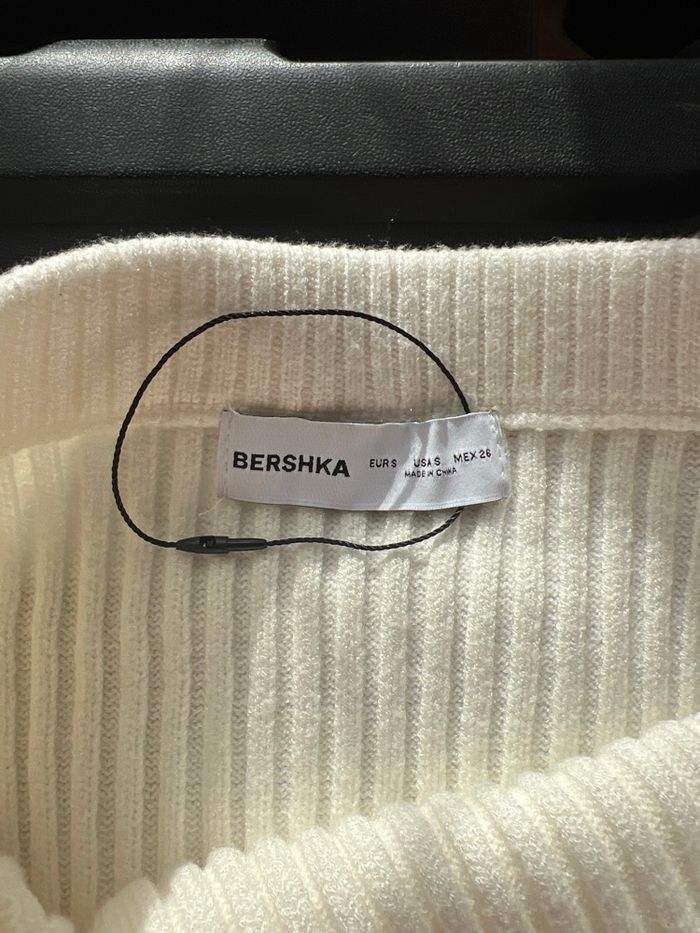 BERSHKA EUR S USA S MEX 26
MADE IN CHINA